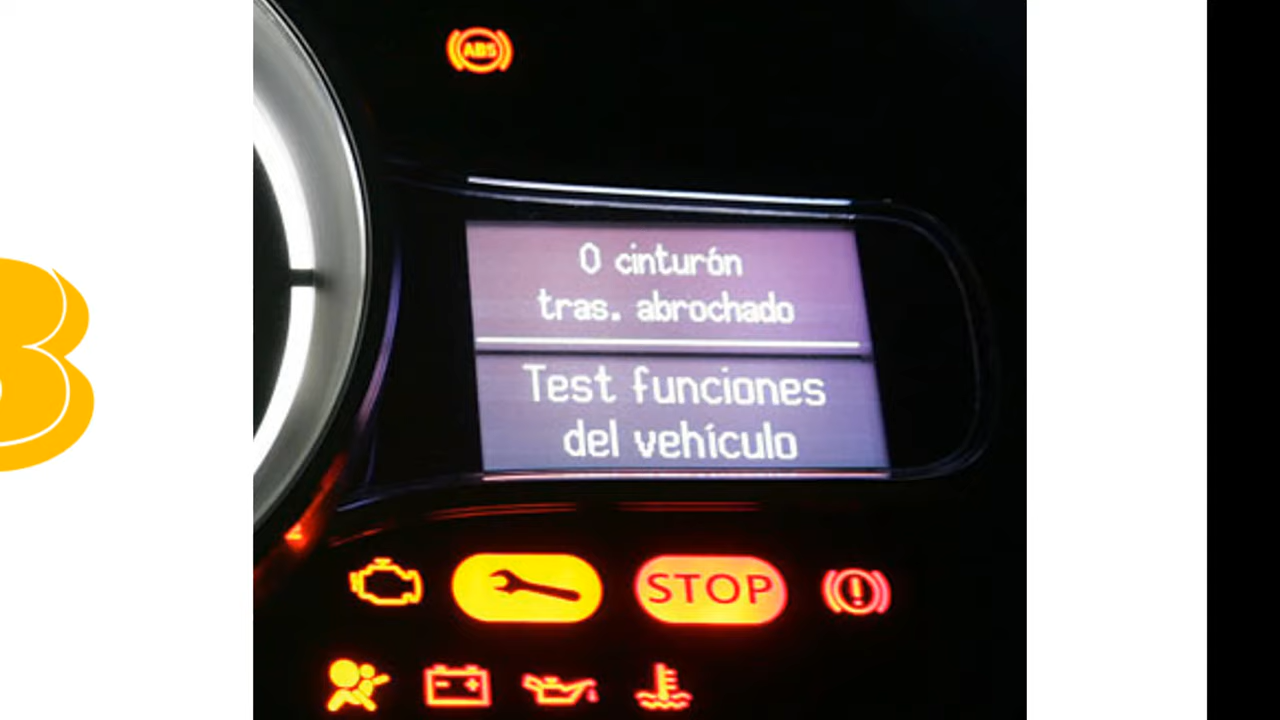 ABS
0 cinturón
tras. abrochado
Test funciones
del vehículo
STOP